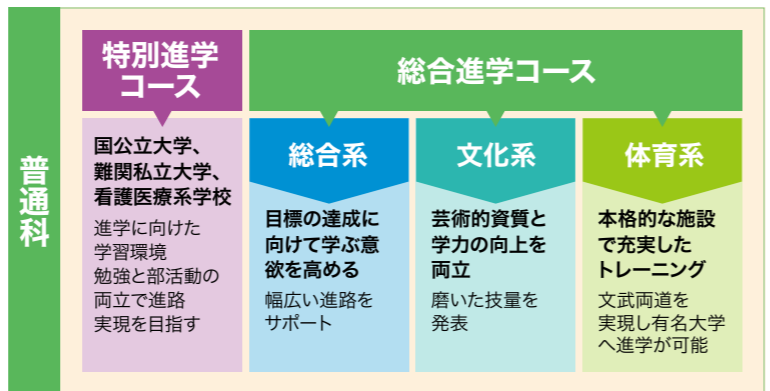 普通科
特別進学
コース
国公立大学、
難関私立大学、
看護医療系学校
進学に向けた
学習環境
勉強と部活動の
両立で進路
実現を目指す
総合進学コース
総合系
目標の達成に
向けて学ぶ意
欲を高める
幅広い進路を
サポート
文化系
芸術的資質と
学力の向上を
両立
磨いた技量を
発表
体育系
本格的な施設
で充実した
トレーニング
文武両道を
実現し有名大学
へ進学が可能